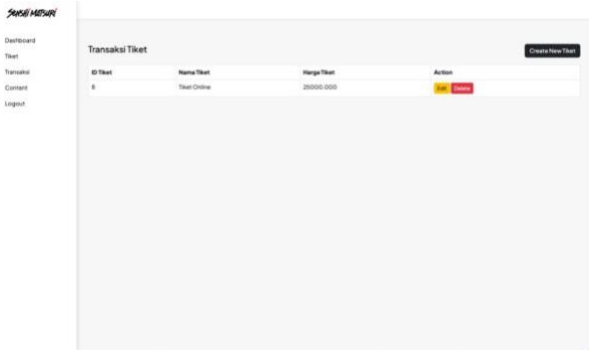 SENSHI MATSURI
Dashboard
Tiket
Transaksi
Content
Logout
Transaksi Tiket
Create New Tiket
ID Tiket Nama Tiket Harga Tiket Action
8 Tiket Online 25000.000 Edit Delete